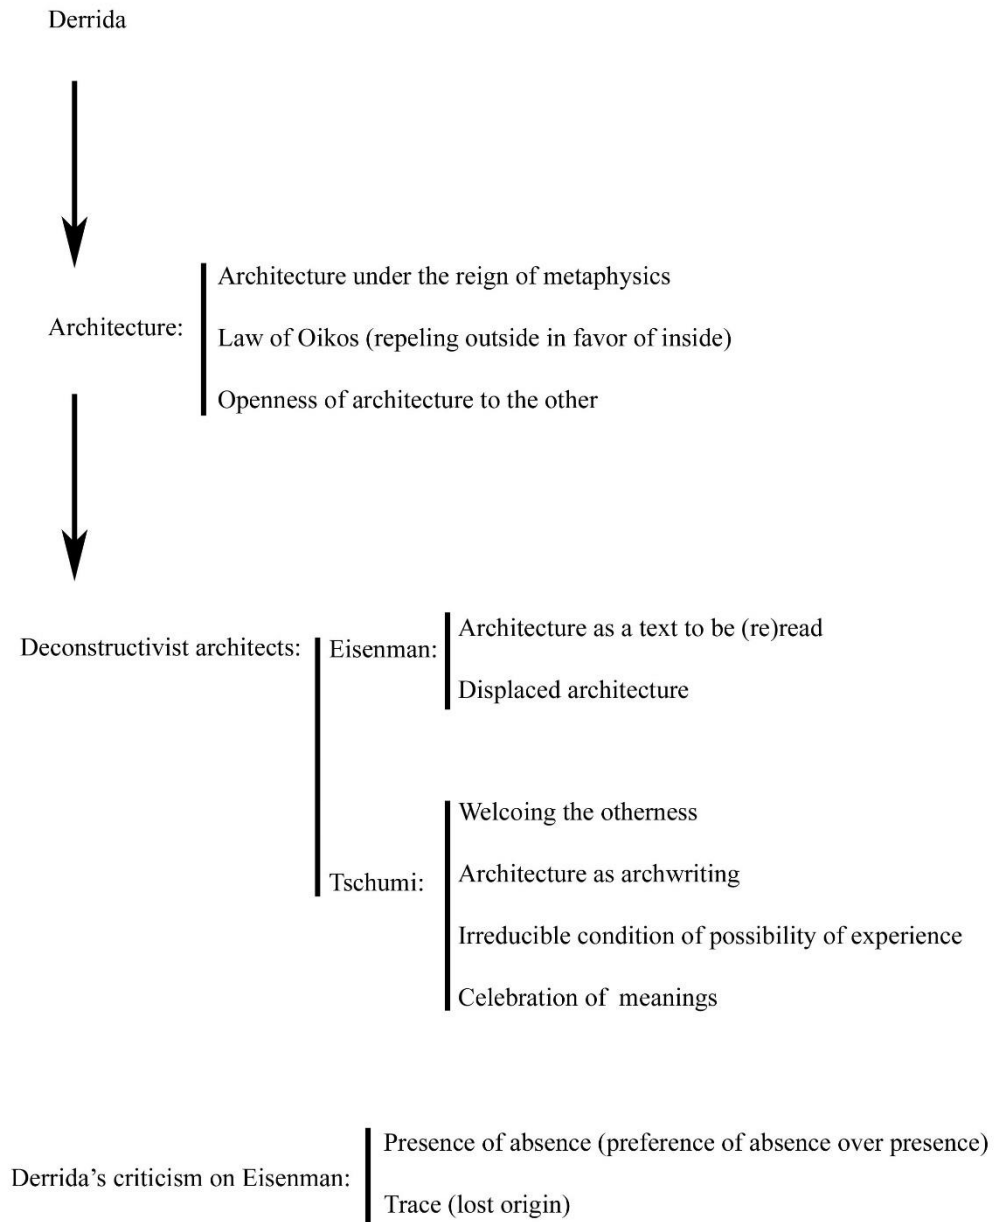 Derrida
Architecture under the reign of metaphysics
Architecture:
Law of Oikos (repeling outside in favor of inside)
Openness of architecture to the other
Deconstructivist architects:
Eisenman:
Architecture as a text to be (re)read
Displaced architecture
Welcoing the otherness
Tschumi:
Architecture as archwriting
Irreducible condition of possibility of experience
Celebration of meanings
Derrida’s criticism on Eisenman:
Presence of absence (preference of absence over presence)
Trace (lost origin)